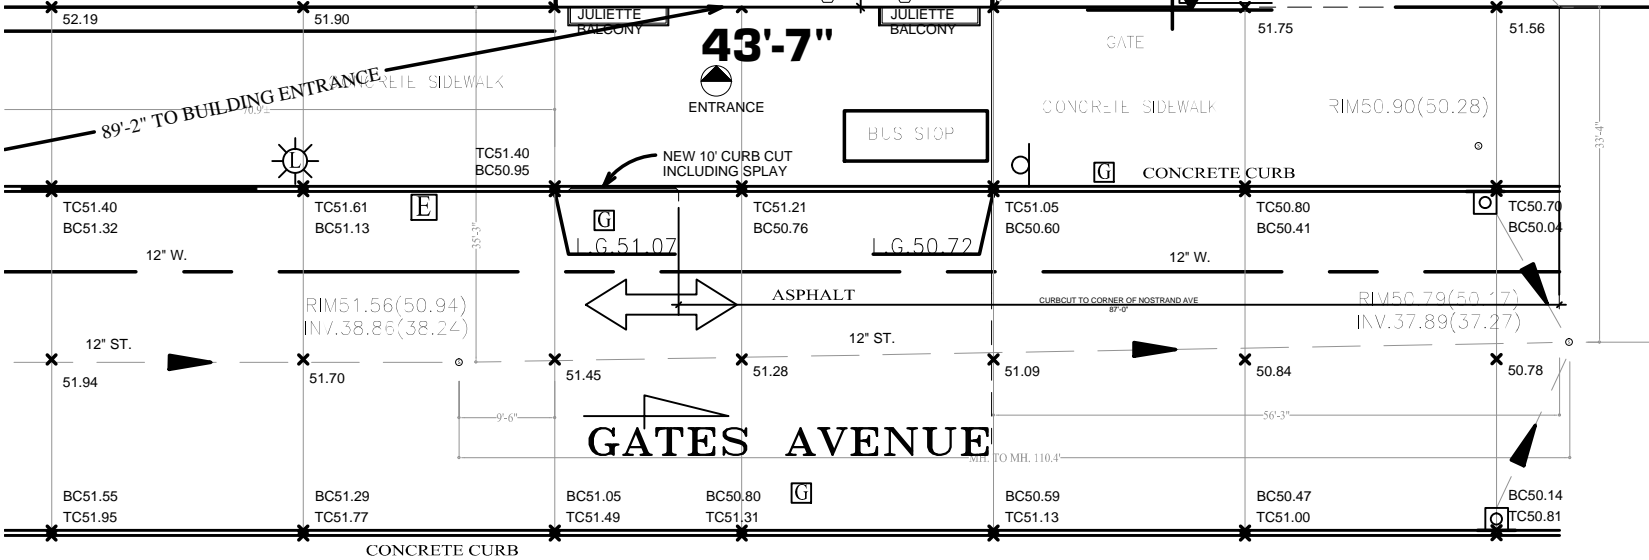 52.19
51.90
JULIETTE
BALCONY
JULIETTE
BALCONY
51.75
51.56
43'-7"
GATE
CONCRETE SIDEWALK
89'-2" TO BUILDING ENTRANCE
ENTRANCE
CONCRETE SIDEWALK
RIM50.90(50.28)
BUS STOP
33'-4"
L
TC51.40
BC50.95
NEW 10' CURB CUT
INCLUDING SPLAY
G
CONCRETE CURB
TC51.40
BC51.32
TC51.61
BC51.13
E
35'-3"
G
L.G.51.07
TC51.21
BC50.76
L.G.50.72
TC51.05
BC50.60
TC50.80
BC50.41
TC50.70
BC50.04
12" W.
12" W.
RIM51.56(50.94)
INV.38.86(38.24)
ASPHALT
CURBCUT TO CORNER OF NOSTRAND AVE
87'-0"
RIM50.79(50.17)
INV.37.89(37.27)
12" ST.
12" ST.
51.94
51.70
51.45
51.28
51.09
50.84
50.78
9'-6"
56'-3"
GATES AVENUE
MH. TO MH. 110.4'
BC51.55
TC51.95
BC51.29
TC51.77
BC51.05
TC51.49
BC50.80
TC51.31
G
BC50.59
TC51.13
BC50.47
TC51.00
BC50.14
TC50.81
CONCRETE CURB